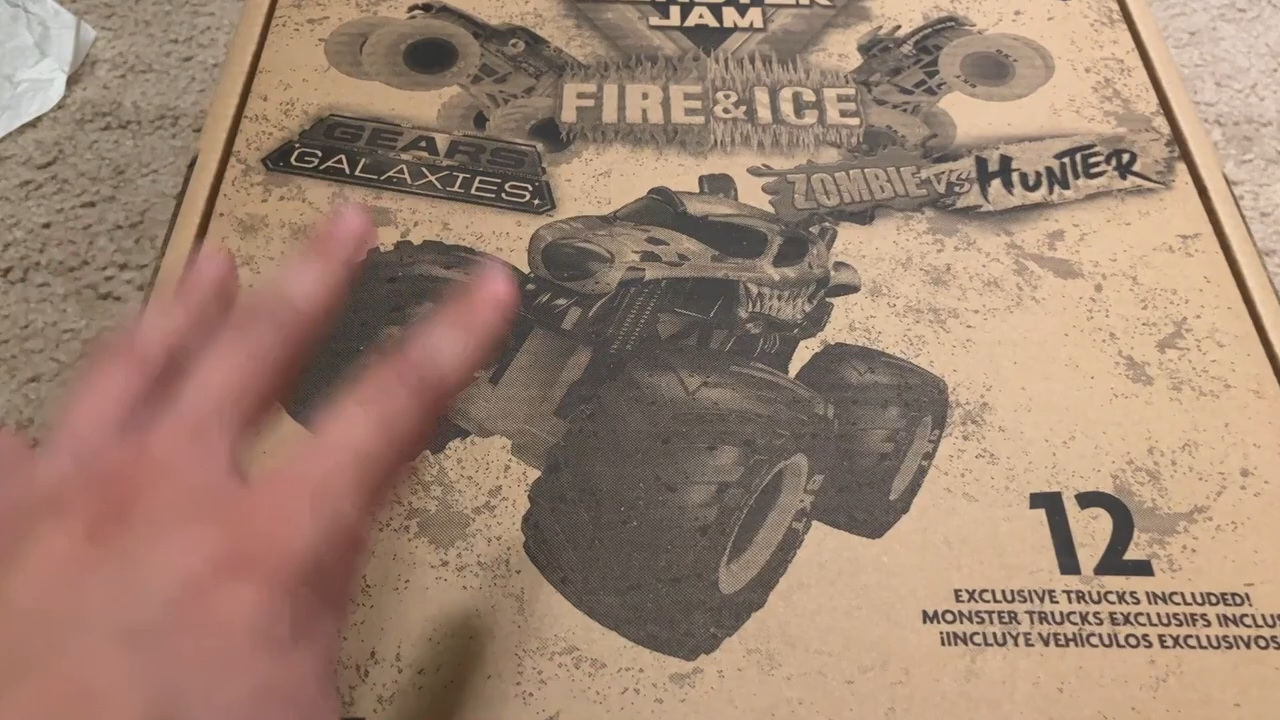 JAM
FIRE&ICE
GEARS
GALAXIES
ZOMBIE VS HUNTER
12
EXCLUSIVE TRUCKS INCLUDED!
MONSTER TRUCKS EXCLUSIFS INCLUS
¡INCLUYE VEHÍCULOS EXCLUSIVOS
BKT